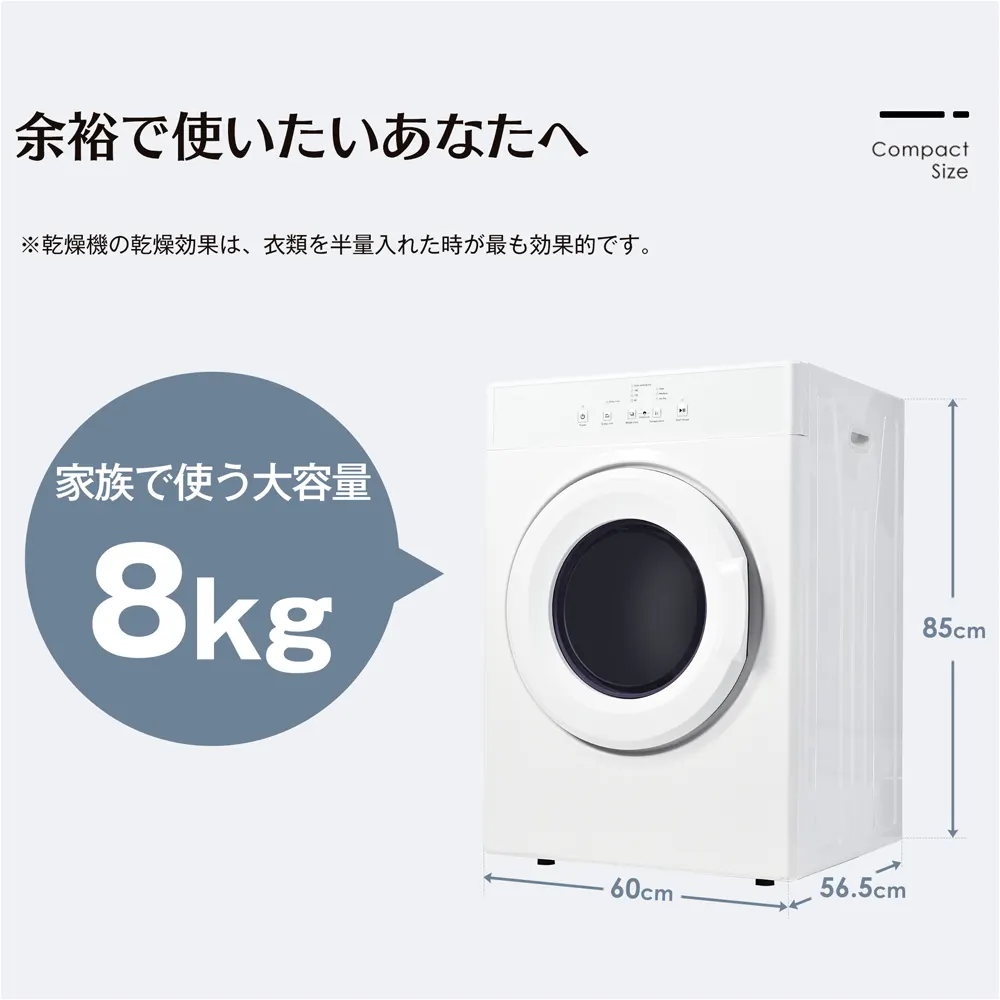 余裕で使いたいあなたへ
Compact
Size
※乾燥機の乾燥効果は、衣類を半量入れた時が最も効果的です。
家族で使う大容量
8kg
85cm
60cm
56.5cm